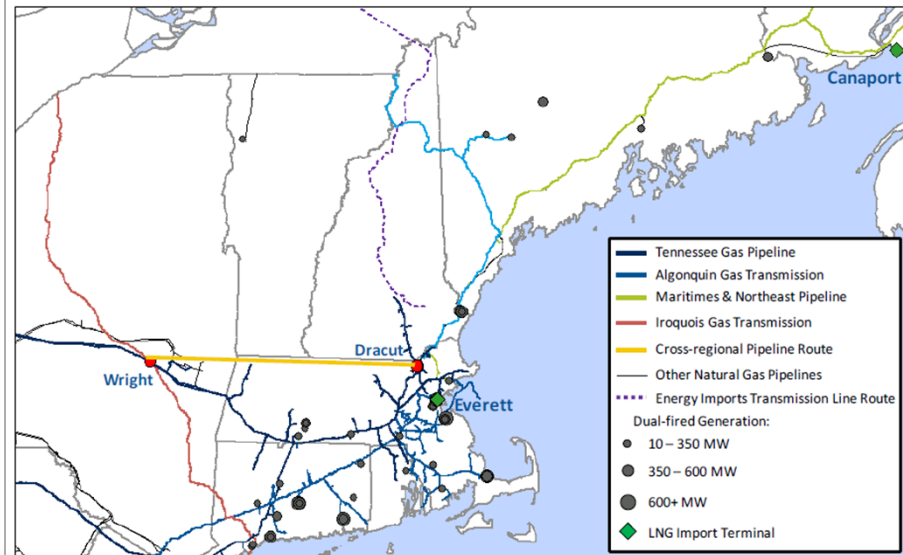 Canaport
Dracut
Wright
Everett
Tennessee Gas Pipeline
Algonquin Gas Transmission
Maritimes & Northeast Pipeline
Iroquois Gas Transmission
Cross-regional Pipeline Route
Other Natural Gas Pipelines
Energy Imports Transmission Line Route
Dual-fired Generation:
10 – 350 MW
350 – 600 MW
600+ MW
LNG Import Terminal